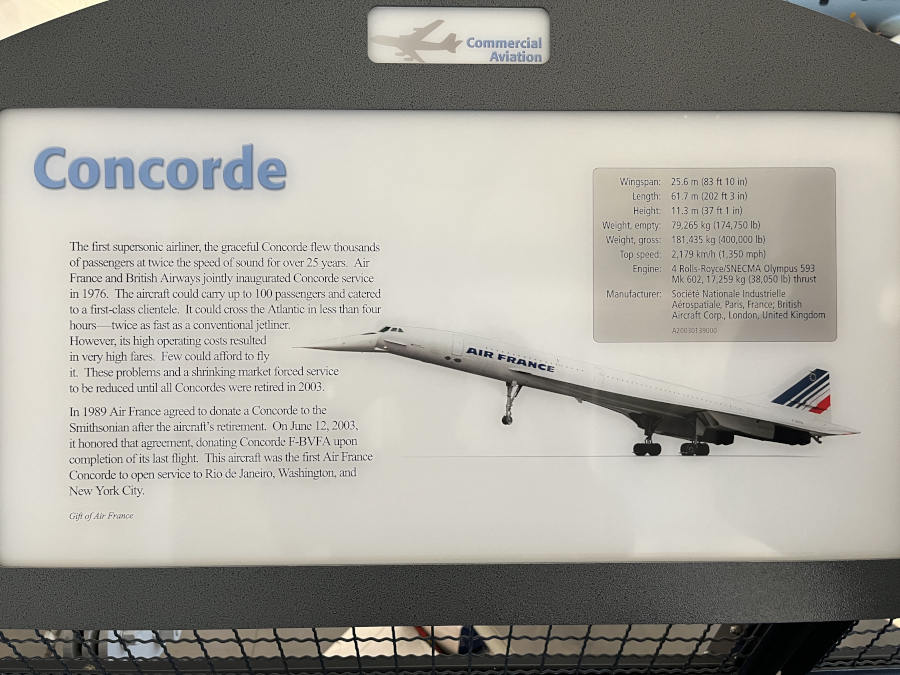 Commercial
Aviation
Concorde
Wingspan: 25.6 m (83 ft 10 in)
Length: 61.7 m (202 ft 3 in)
Height: 11.3 m (37 ft 1 in)
Weight, empty: 79,265 kg (174,750 lb)
Weight, gross: 181,435 kg (400,000 lb)
Top speed: 2,179 km/h (1,350 mph)
Engine: 4 Rolls-Royce/SNECMA Olympus 593
Mk 602, 17,259 kg (38,050 lb) thrust
Manufacturer: Société Nationale Industrielle
Aérospatiale, Paris, France; British
Aircraft Corp., London, United Kingdom
A20030139000
The first supersonic airliner, the graceful Concorde flew thousands
of passengers at twice the speed of sound for over 25 years. Air
France and British Airways jointly inaugurated Concorde service
in 1976. The aircraft could carry up to 100 passengers and catered
to a first-class clientele. It could cross the Atlantic in less than four
hours—twice as fast as a conventional jetliner.
However, its high operating costs resulted
in very high fares. Few could afford to fly
it. These problems and a shrinking market forced service
to be reduced until all Concordes were retired in 2003.
In 1989 Air France agreed to donate a Concorde to the
Smithsonian after the aircraft's retirement. On June 12, 2003,
it honored that agreement, donating Concorde F-BVFA upon
completion of its last flight. This aircraft was the first Air France
Concorde to open service to Rio de Janeiro, Washington, and
New York City.
Gift of Air France
AIR FRANCE